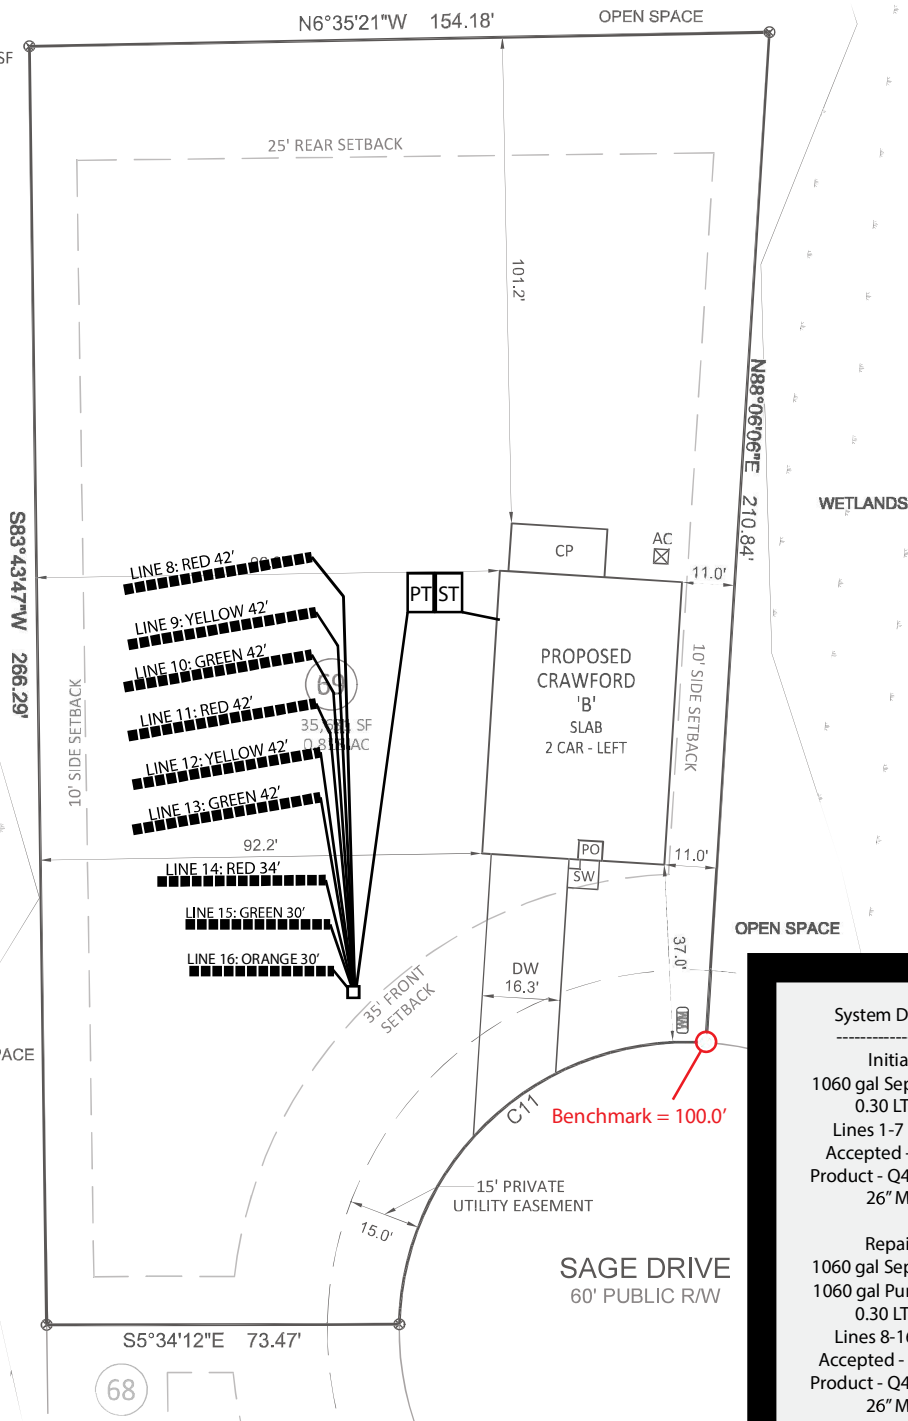 N6°35'21"W 154.18'
OPEN SPACE
SF
25' REAR SETBACK
101.2'
N88°06'06"E 210.84'
WETLANDS
S83°43'47"W 266.29'
CP
AC
11.0'
LINE 8: RED 42'
PT
ST
LINE 9: YELLOW 42'
LINE 10: GREEN 42'
69
LINE 11: RED 42'
SF
AC
LINE 12: YELLOW 42'
LINE 13: GREEN 42'
PROPOSED
CRAWFORD
'B'
SLAB
2 CAR - LEFT
10' SIDE SETBACK
10' SIDE SETBACK
92.2'
PO
SW
11.0'
LINE 14: RED 34'
LINE 15: GREEN 30'
LINE 16: ORANGE 30'
35' FRONT
SETBACK
DW
16.3'
37.0'
OPEN SPACE
PACE
C11
Benchmark = 100.0'
15' PRIVATE
UTILITY EASEMENT
15.0'
SAGE DRIVE
60' PUBLIC R/W
S5°34'12"E 73.47'
68
System D
--------------
Initia
1060 gal Sep
0.30 LT
Lines 1-7
Accepted -
Product - Q4
26" M
Repai
1060 gal Sep
1060 gal Pu
0.30 LT
Lines 8-16
Accepted -
Product - Q4
26" M